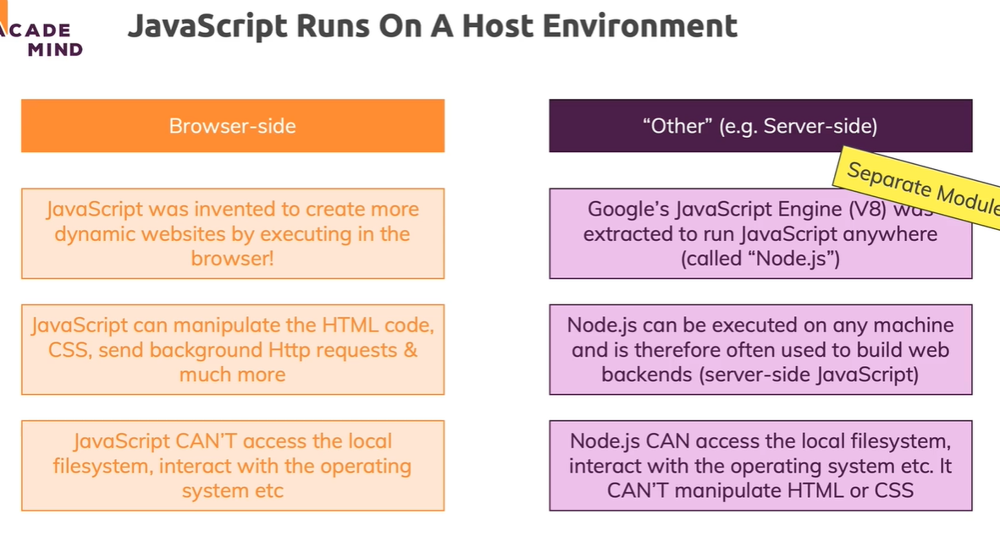 ACADE
MIND
JavaScript Runs On A Host Environment
Browser-side
JavaScript was invented to create more
dynamic websites by executing in the
browser!
JavaScript can manipulate the HTML code,
CSS, send background Http requests &
much more
JavaScript CAN’T access the local
filesystem, interact with the operating
system etc
“Other” (e.g. Server-side)
Separate Module
Google’s JavaScript Engine (V8) was
extracted to run JavaScript anywhere
(called “Node.js”)
Node.js can be executed on any machine
and is therefore often used to build web
backends (server-side JavaScript)
Node.js CAN access the local filesystem,
interact with the operating system etc. It
CAN’T manipulate HTML or CSS